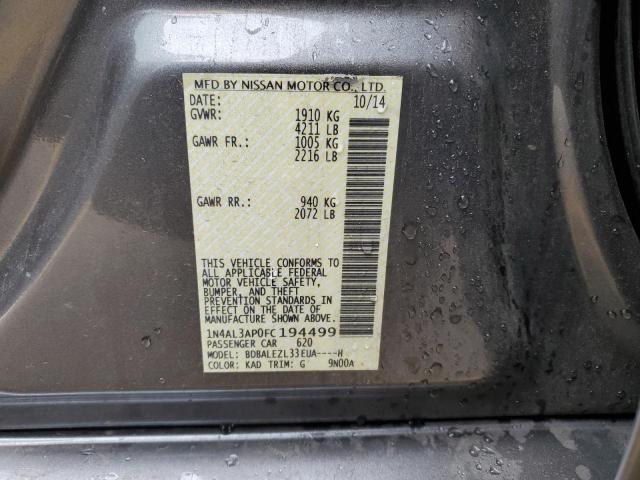 MFD BY NISSAN MOTOR CO., LTD.
DATE: 10/14
GVWR: 1910 KG
4211 LB
GAWR FR.: 1005 KG
2216 LB
GAWR RR.: 940 KG
2072 LB
THIS VEHICLE CONFORMS TO
ALL APPLICABLE FEDERAL
MOTOR VEHICLE SAFETY,
BUMPER, AND THEFT
PREVENTION STANDARDS IN
EFFECT ON THE DATE OF
MANUFACTURE SHOWN ABOVE.
1N4AL3AP0FC194499
PASSENGER CAR 620
MODEL: BDBALEZL33EUA----H
COLOR: KAD TRIM: G 9N00A